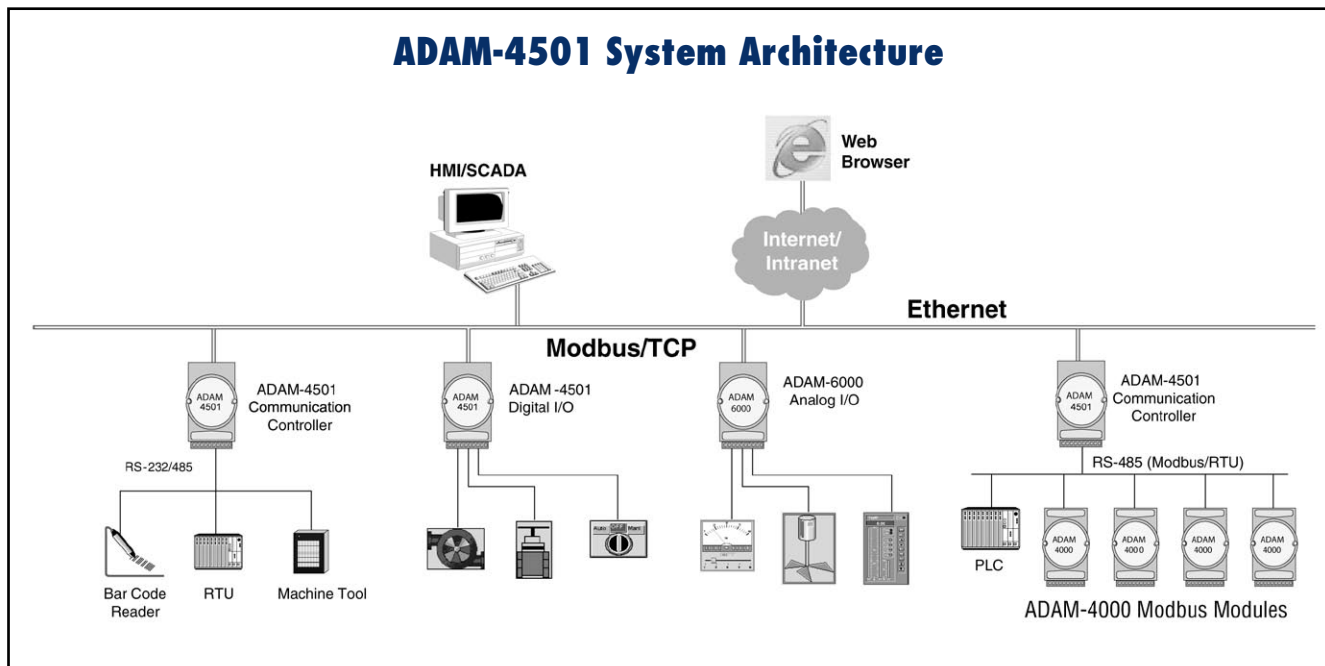 ADAM-4501 System Architecture
Web
Browser
HMI/SCADA
Internet/
Intranet
Ethernet
Modbus/TCP
ADAM
4501
ADAM-4501
Communication
Controller
ADAM
4501
ADAM -4501
Digital I/O
ADAM
6000
ADAM-6000
Analog I/O
ADAM
4501
ADAM-4501
Communication
Controller
RS-232/485
RS-485 (Modbus/RTU)
Bar Code
Reader
RTU
Machine Tool
Auto OFF Man
PLC
ADAM
4000
ADAM
4000
ADAM
4000
ADAM
4000
ADAM-4000 Modbus Modules